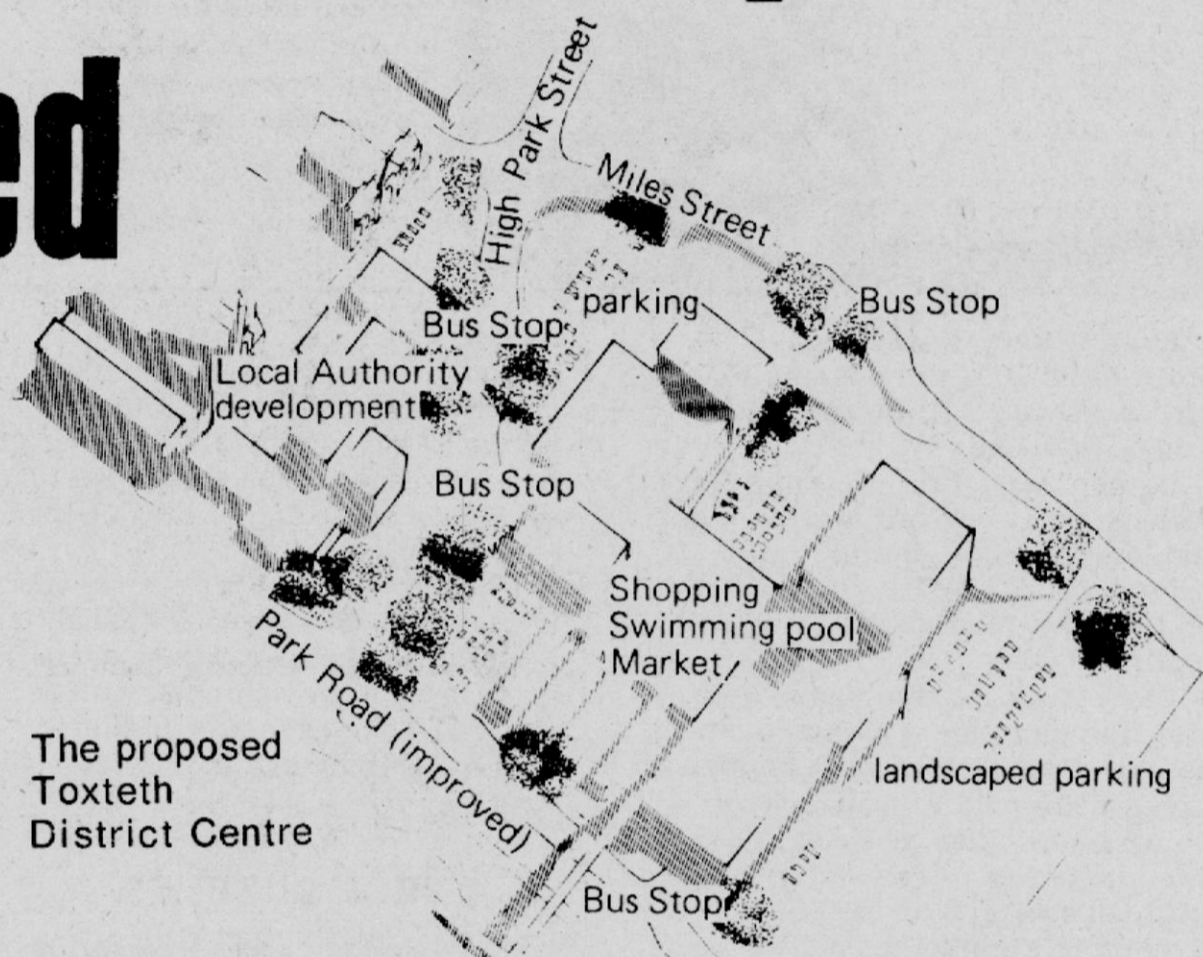 ed
High Park Street
Miles Street
parking
Bus Stop
Bus Stop
Local Authority
development
Bus Stop
Shopping
Swimming pool
Market
Park Road (improved)
The proposed
Toxteth
District Centre
landscaped parking
Bus Stop